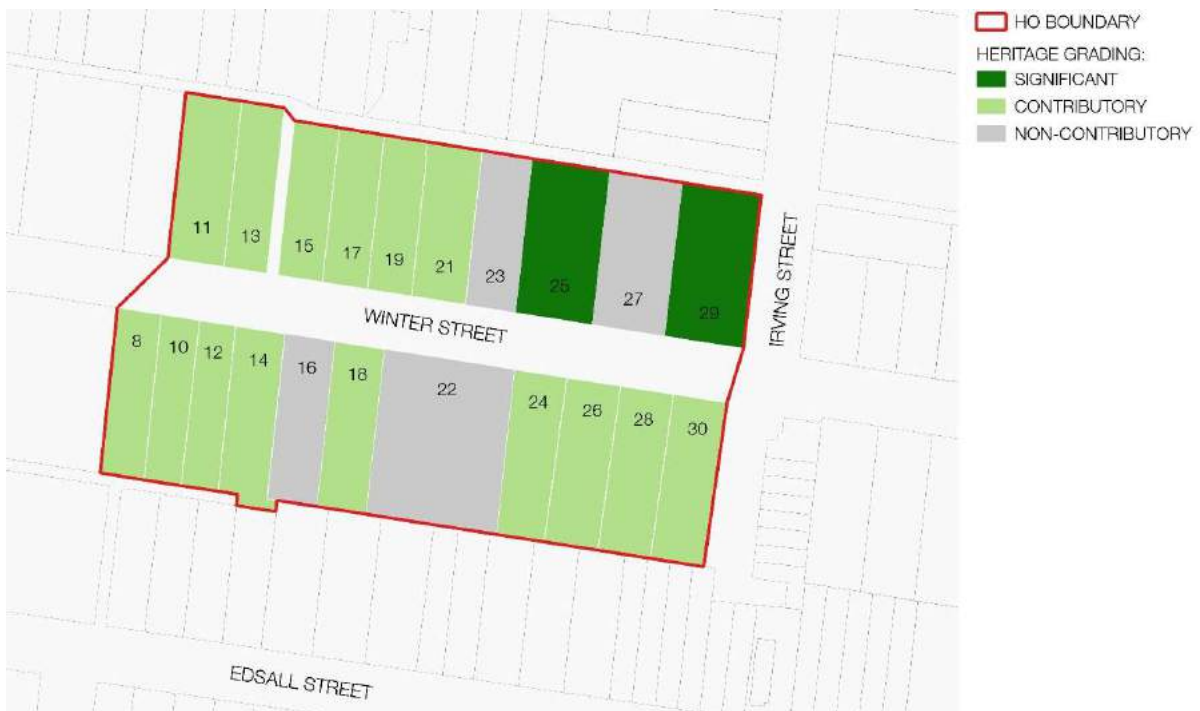 HO BOUNDARY
HERITAGE GRADING:
SIGNIFICANT
CONTRIBUTORY
NON-CONTRIBUTORY
11
13
15
17
19
21
23
25
27
29
IRVING STREET
WINTER STREET
8
10
12
14
16
18
22
24
26
28
30
EDSALL STREET